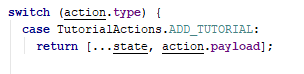 switch (action.type) {
case TutorialActions.ADD_TUTORIAL:
return [...state, action.payload];